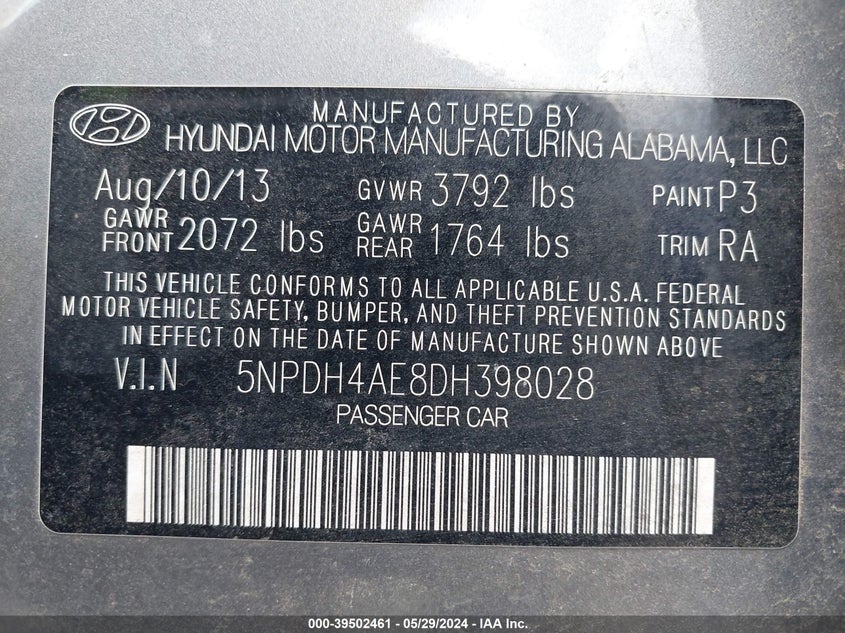 MANUFACTURED BY
HYUNDAI MOTOR MANUFACTURING ALABAMA, LLC
Aug/10/13 GVWR 3792 lbs PAINT P3
GAWR FRONT 2072 lbs GAWR REAR 1764 lbs TRIM RA
THIS VEHICLE CONFORMS TO ALL APPLICABLE U.S.A. FEDERAL
MOTOR VEHICLE SAFETY, BUMPER, AND THEFT PREVENTION STANDARDS
IN EFFECT ON THE DATE OF MANUFACTURE SHOWN ABOVE
V.I.N 5NPDH4AE8DH398028
PASSENGER CAR
000-39502461 - 05/29/2024 - IAA Inc.